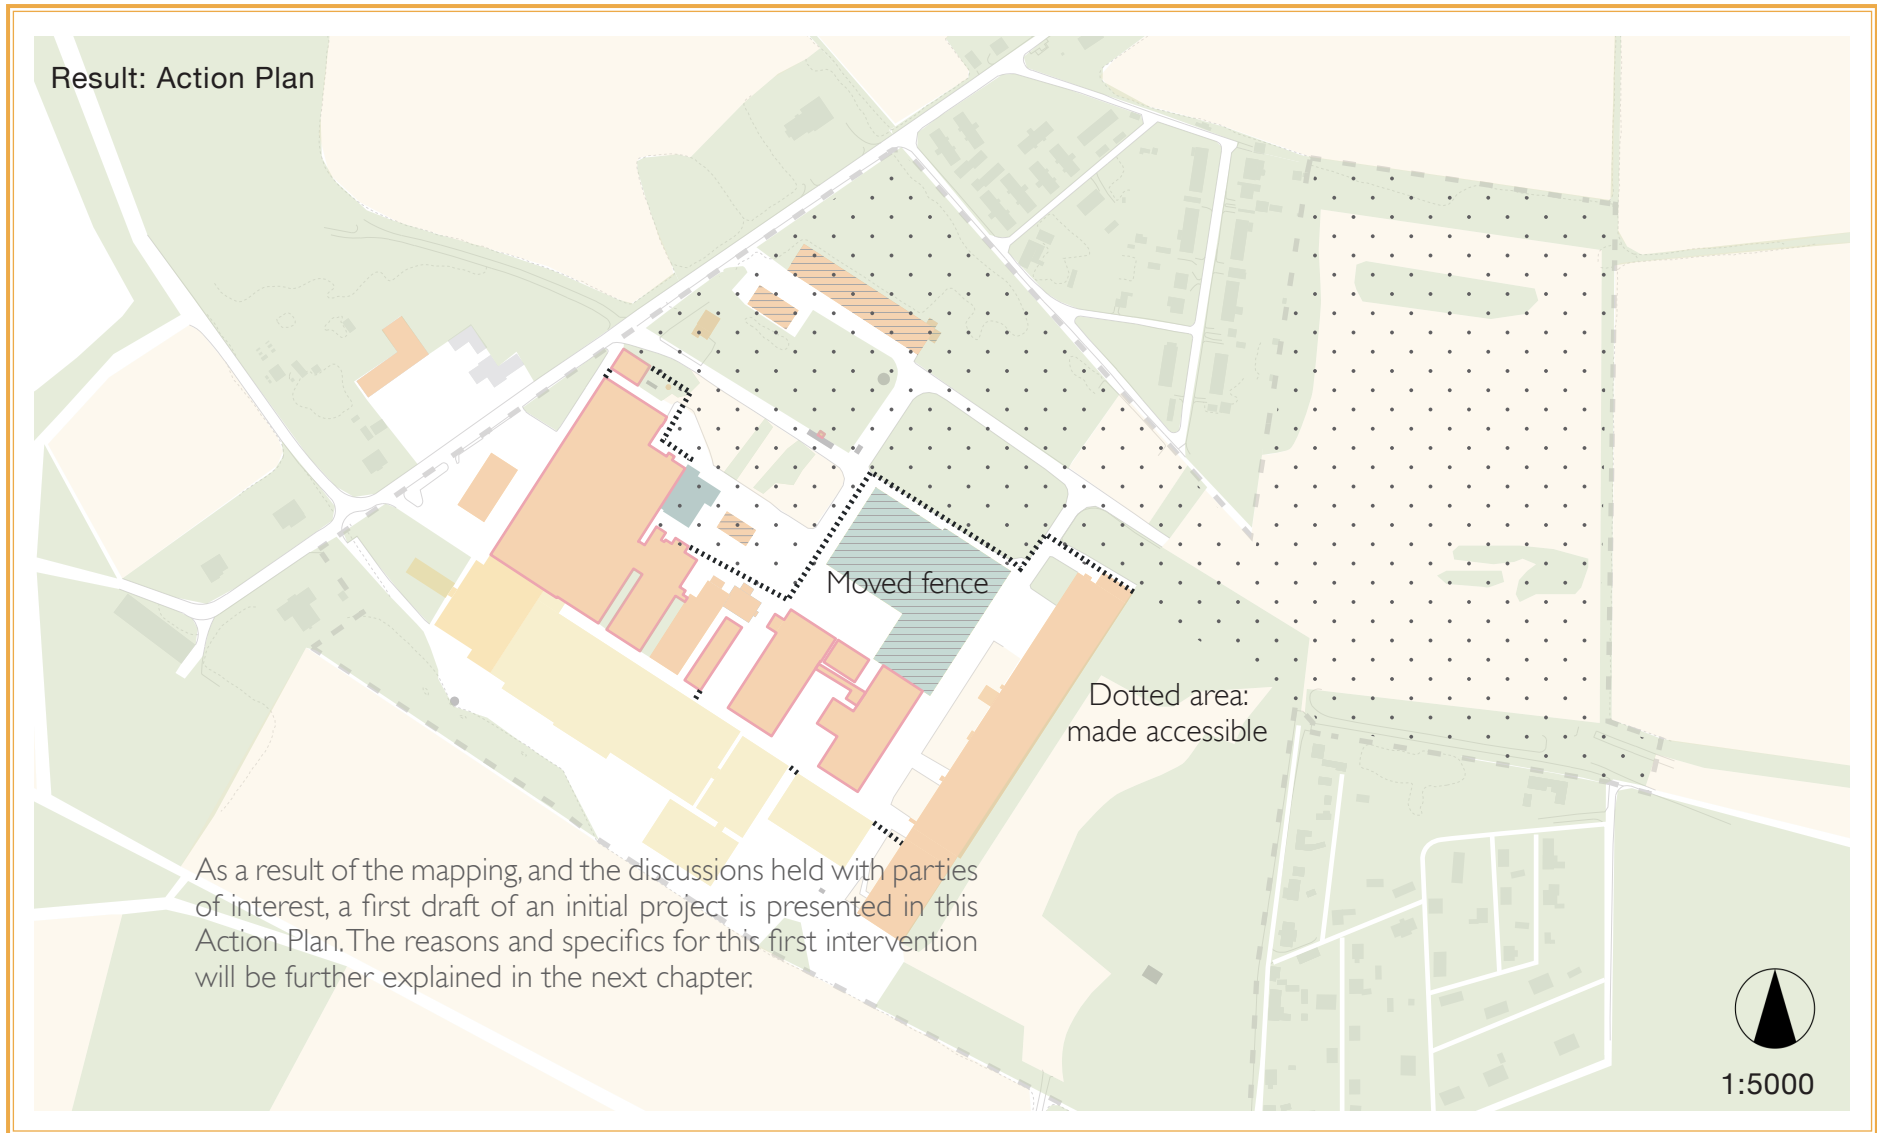 Result: Action Plan
Moved fence
Dotted area:
made accessible
As a result of the mapping, and the discussions held with parties
of interest, a first draft of an initial project is presented in this
Action Plan. The reasons and specifics for this first intervention
will be further explained in the next chapter.
1:5000